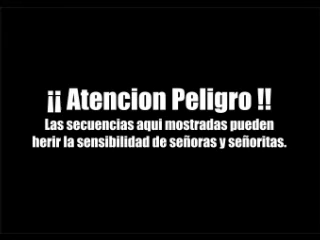 ¡¡ Atencion Peligro !!
Las secuencias aqui mostradas pueden
herir la sensibilidad de señoras y señoritas.